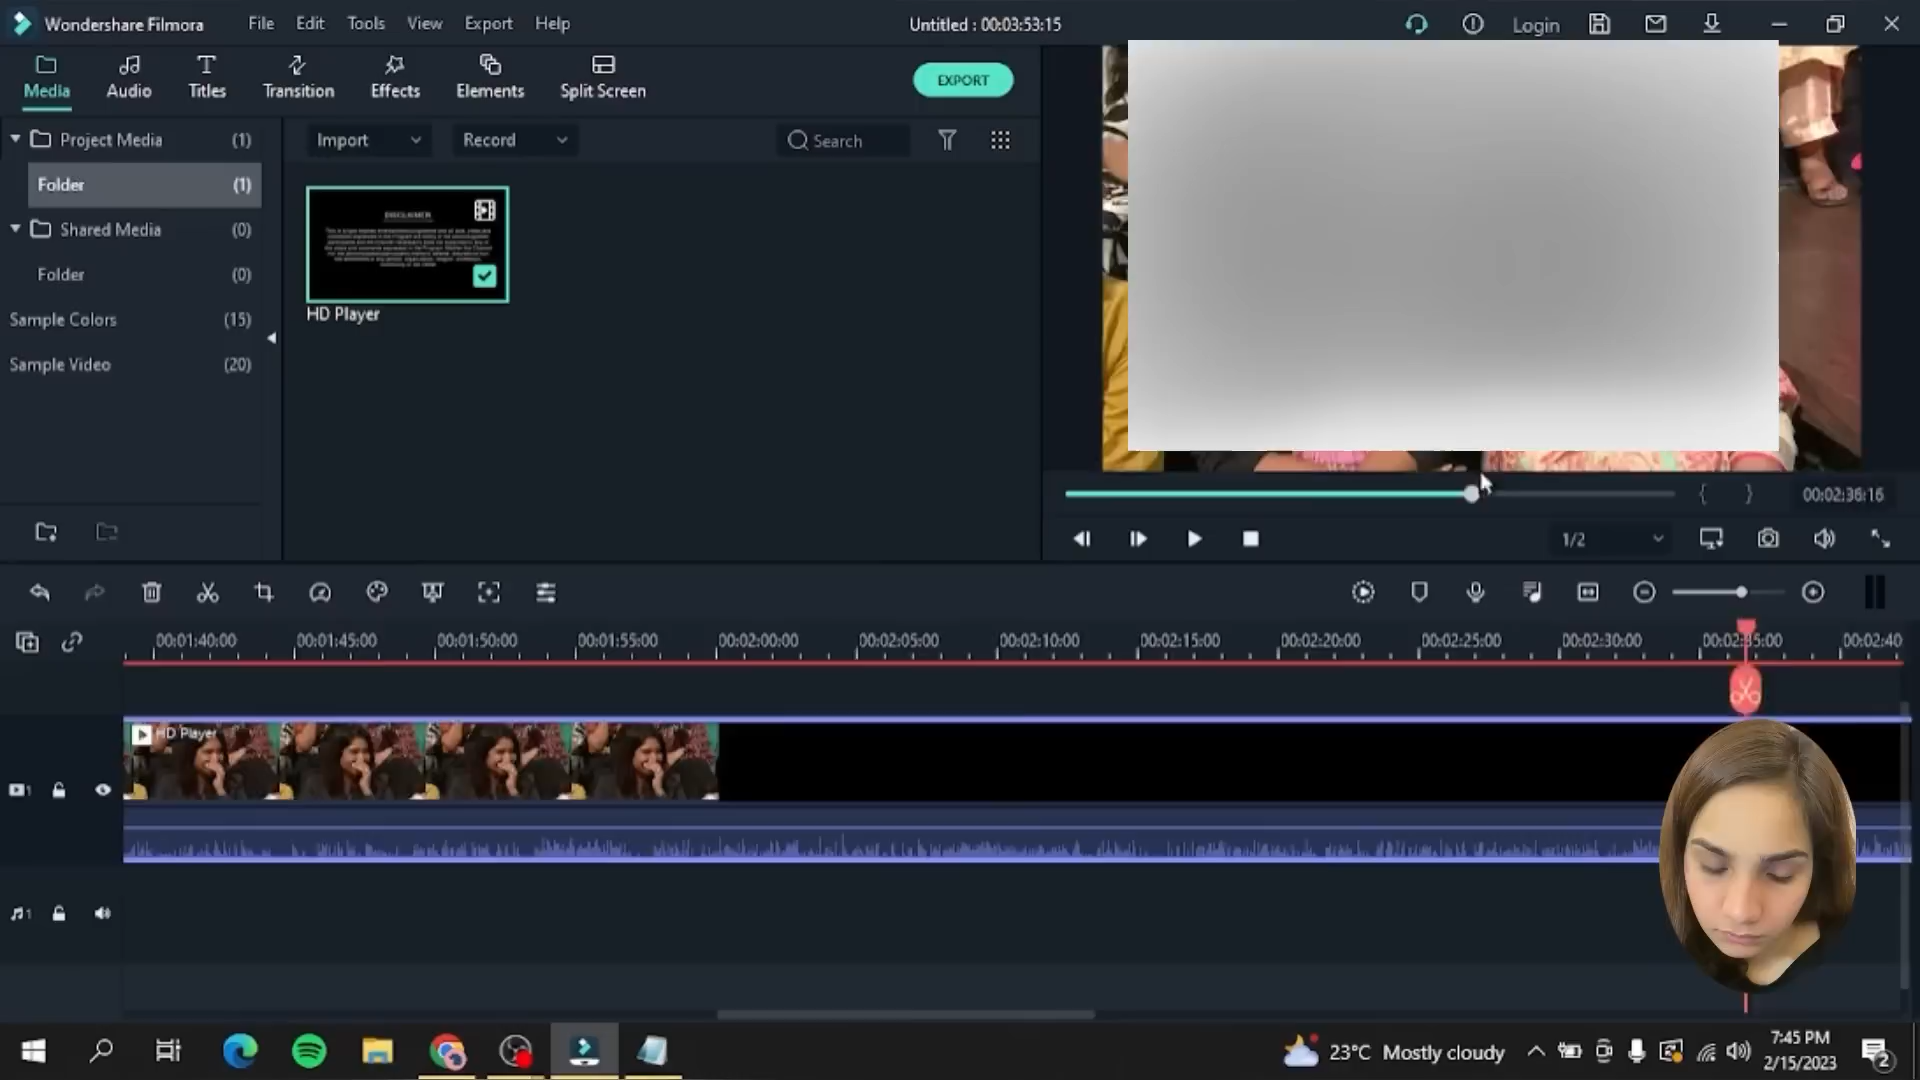 Wondershare Filmora File Edit Tools View Export Help Untitled : 00:03:53:15 Login
Media Audio Titles Transition Effects Elements Split Screen EXPORT
Project Media (1) Import Record Search
Folder (1)
DISCLAIMER
Shared Media (0)
Folder (0)
HD Player
Sample Colors (15)
Sample Video (20)
{ } 00:02:36:16
1/2
00:01:40:00 00:01:45:00 00:01:50:00 00:01:55:00 00:02:00:00 00:02:05:00 00:02:10:00 00:02:15:00 00:02:20:00 00:02:25:00 00:02:30:00 00:02:35:00 00:02:40
HD Player
1
1
23°C Mostly cloudy 7:45 PM
2/15/2023 2